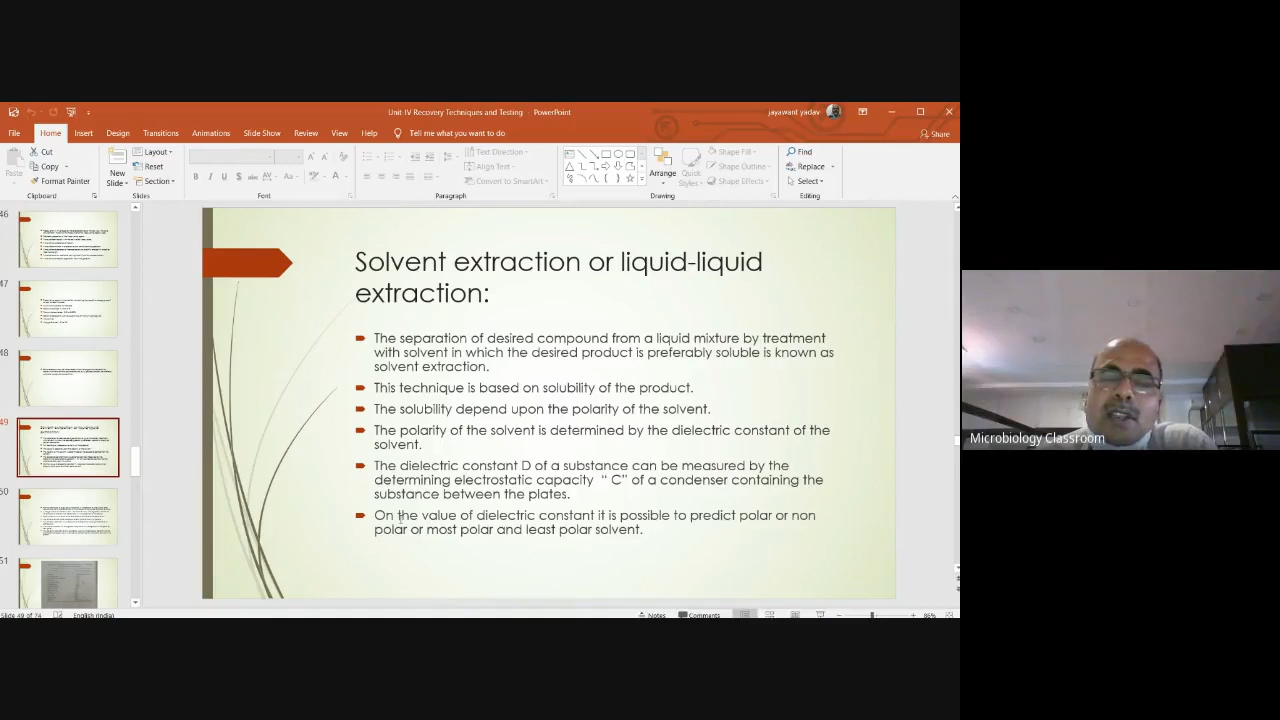 Unit-IV Recovery Techniques and Testing - PowerPoint
jayawant yadav
File Home Insert Design Transitions Animations Slide Show Review View Help Tell me what you want to do
Share
Paste
Cut
Copy
Format Painter
Clipboard
New
Slide
Layout
Reset
Section
Slides
Font
Text Direction
Align Text
Convert to SmartArt
Paragraph
Arrange
Quick
Styles
Shape Fill
Shape Outline
Shape Effects
Drawing
Find
Replace
Select
Editing
46
47
48
49
50
51
Solvent extraction or liquid-liquid
extraction:
The separation of desired compound from a liquid mixture by treatment
with solvent in which the desired product is preferably soluble is known as
solvent extraction.
This technique is based on solubility of the product.
The solubility depend upon the polarity of the solvent.
The polarity of the solvent is determined by the dielectric constant of the
solvent.
The dielectric constant D of a substance can be measured by the
determining electrostatic capacity “ C” of a condenser containing the
substance between the plates.
On the value of dielectric constant it is possible to predict polar or non
polar or most polar and least polar solvent.
Microbiology Classroom
Slide 49 of 74 English (India) Notes Comments 86%